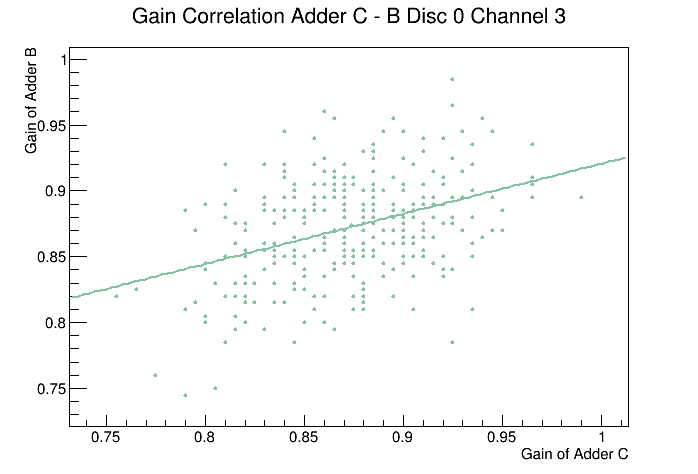 Gain Correlation Adder C - B Disc 0 Channel 3
Gain of Adder B
1
0.95
0.9
0.85
0.8
0.75
0.75 0.8 0.85 0.9 0.95 1
Gain of Adder C